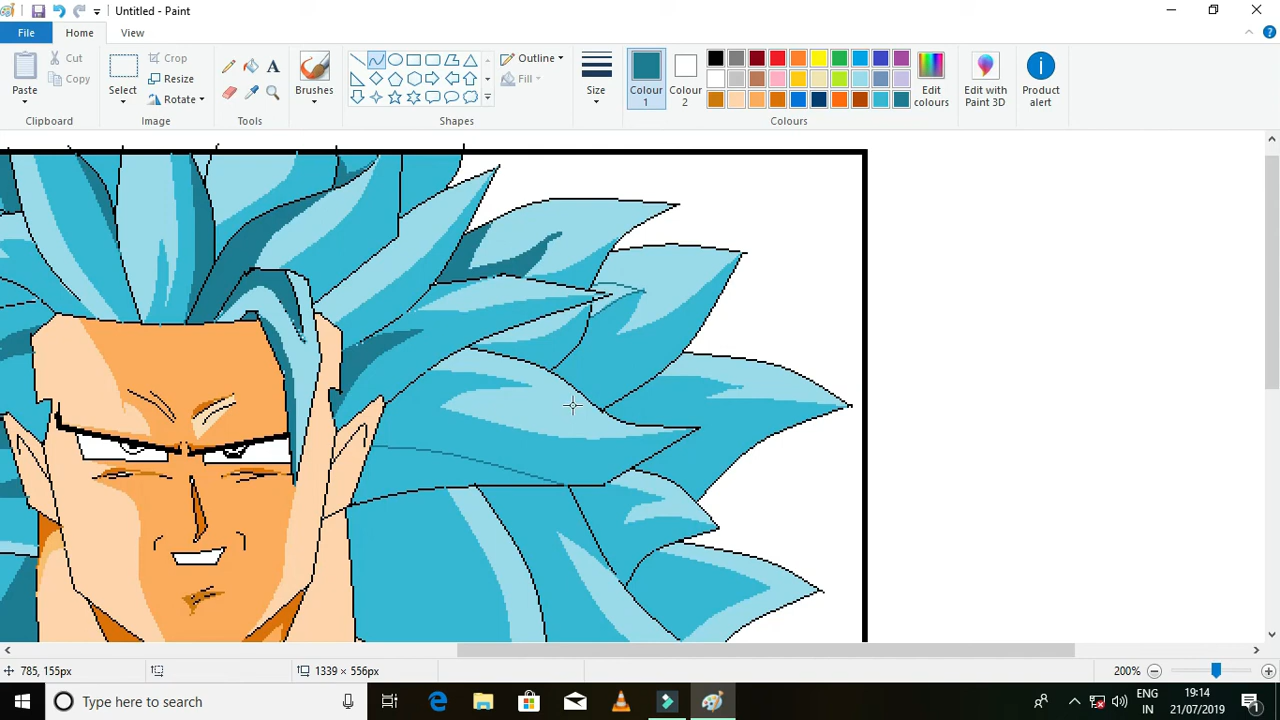 Untitled - Paint
File Home View
Paste
Cut
Copy
Clipboard
Select
Crop
Resize
Rotate
Image
A
Tools
Brushes
Outline
Fill
Shapes
Size
Colour 1
Colour 2
Edit colours
Colours
Edit with Paint 3D
Product alert
785, 155px
1339 × 556px
200%
Type here to search
ENG
IN
19:14
21/07/2019
1